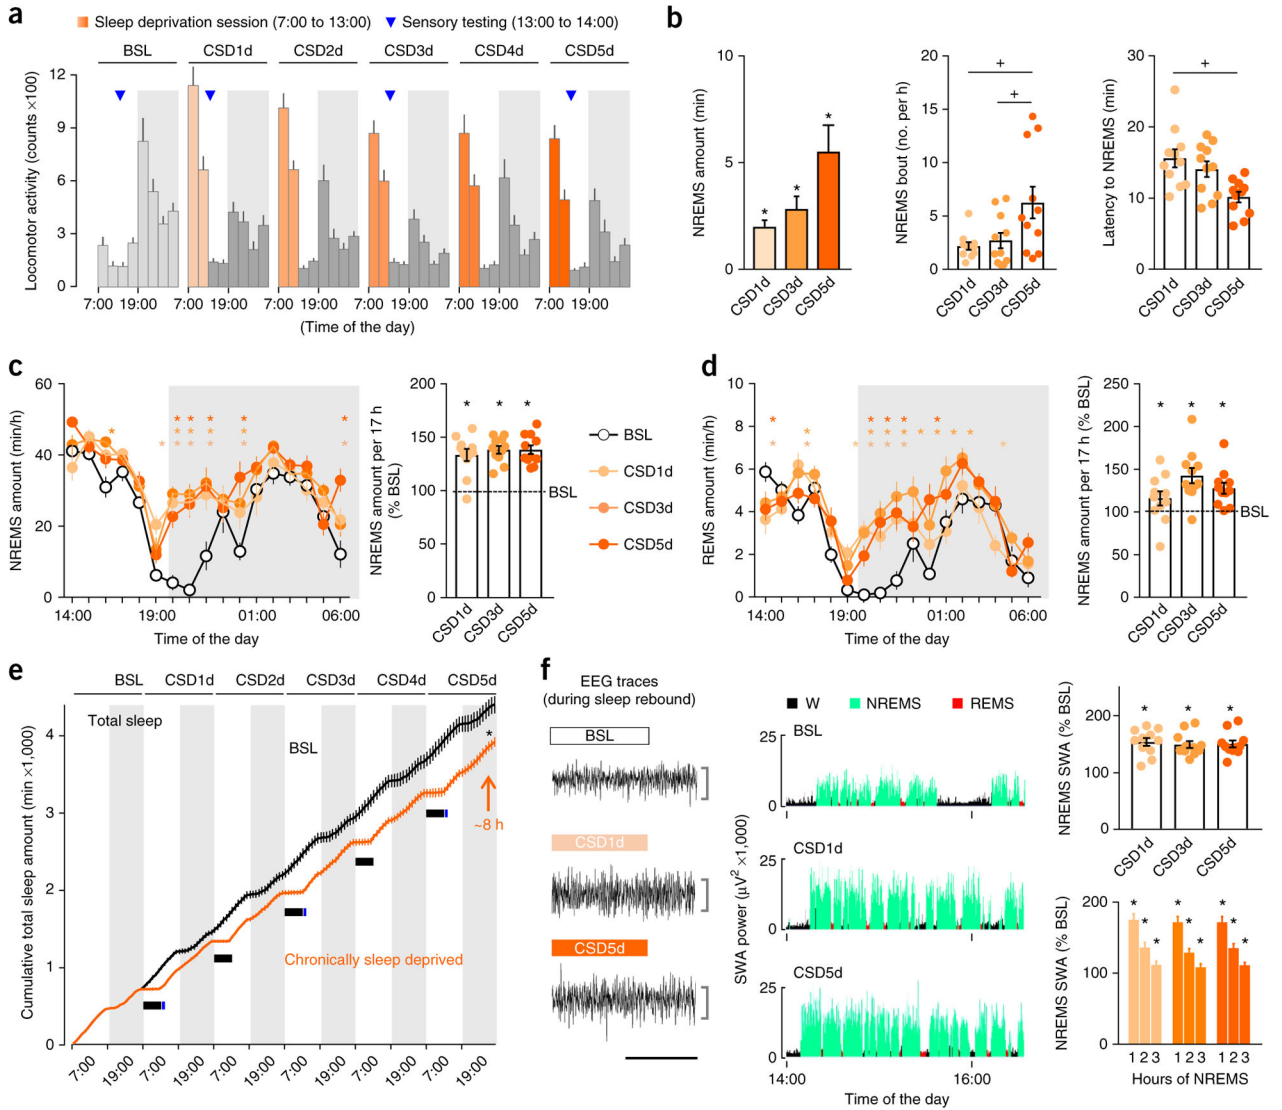 a
Sleep deprivation session (7:00 to 13:00)
Sensory testing (13:00 to 14:00)
BSL CSD1d CSD2d CSD3d CSD4d CSD5d
Locomotor activity (counts ×100)
12
9
6
3
0
7:00 19:00 7:00 19:00 7:00 19:00 7:00 19:00 7:00 19:00 7:00 19:00
(Time of the day)
b
NREMS amount (min)
10
5
0
* * *
CSD1d CSD3d CSD5d
NREMS bout (no. per h)
20
15
10
5
0
+
+
CSD1d CSD3d CSD5d
Latency to NREMS (min)
30
20
10
0
+
CSD1d CSD3d CSD5d
c
NREMS amount (min/h)
60
40
20
0
14:00 19:00 01:00 06:00
Time of the day
NREMS amount per 17 h
(% BSL)
200
150
100
50
0
* * *
BSL
CSD1d CSD3d CSD5d
BSL
CSD1d
CSD3d
CSD5d
d
REMS amount (min/h)
10
8
6
4
2
0
14:00 19:00 01:00 06:00
Time of the day
NREMS amount per 17 h (% BSL)
250
200
150
100
50
0
* * *
BSL
CSD1d CSD3d CSD5d
e
BSL CSD1d CSD2d CSD3d CSD4d CSD5d
Cumulative total sleep amount (min ×1,000)
4
3
2
1
0
Total sleep
BSL
*
~8 h
Chronically sleep deprived
7:00 19:00 7:00 19:00 7:00 19:00 7:00 19:00 7:00 19:00 7:00 19:00
f
EEG traces
(during sleep rebound)
BSL
CSD1d
CSD5d
W NREMS REMS
SWA power (μV² ×1,000)
BSL
25
0
CSD1d
25
0
CSD5d
25
0
14:00 16:00
Time of the day
NREMS SWA (% BSL)
200
100
0
* * *
CSD1d CSD3d CSD5d
NREMS SWA (% BSL)
200
100
0
* * * * * * * * *
1 2 3 1 2 3 1 2 3
Hours of NREMS